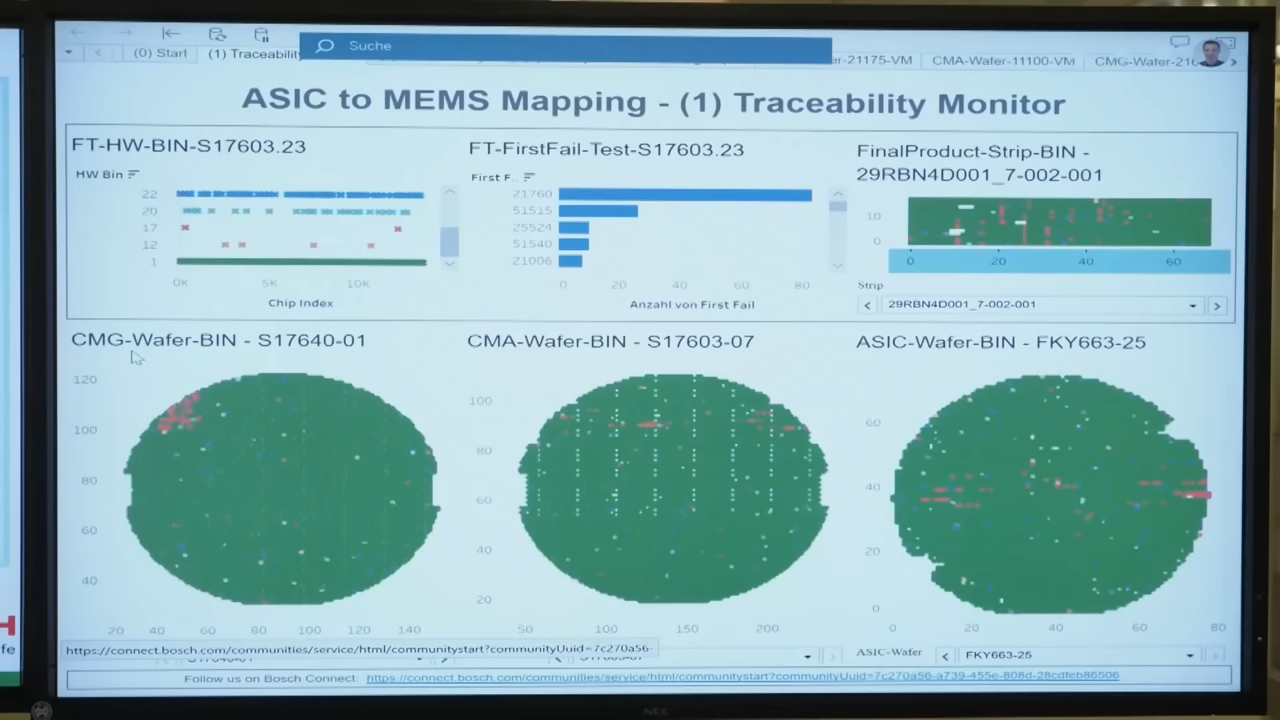 Suche
(0) Start
(1) Traceability
-21175-VM
CMA-Wafer-11100-VM
CMG-Wafer-216
ASIC to MEMS Mapping - (1) Traceability Monitor
FT-HW-BIN-S17603.23
HW Bin
22
20
17
12
1
0K 5K 10K
Chip Index
FT-FirstFail-Test-S17603.23
First F..
21760
51515
25524
51540
21006
0 20 40 60 80
Anzahl von First Fail
FinalProduct-Strip-BIN -
29RBN4D001_7-002-001
10
0
0 20 40 60
Strip
29RBN4D001_7-002-001
CMG-Wafer-BIN - S17640-01
120
100
80
60
40
20 40 60 80 100 120 140
CMA-Wafer-BIN - S17603-07
100
80
60
40
20
50 100 150 200
ASIC-Wafer-BIN - FKY663-25
60
40
20
0
0 20 40 60 80
https://connect.bosch.com/communities/service/html/communitystart?communityUuid=7c270a56-
ASIC-Wafer
FKY663-25
Follow us on Bosch Connect: https://connect.bosch.com/communities/service/html/communitystart?communityUuid=7c270a56-a739-455e-808d-28cdfeb86506
H
fe
NEC